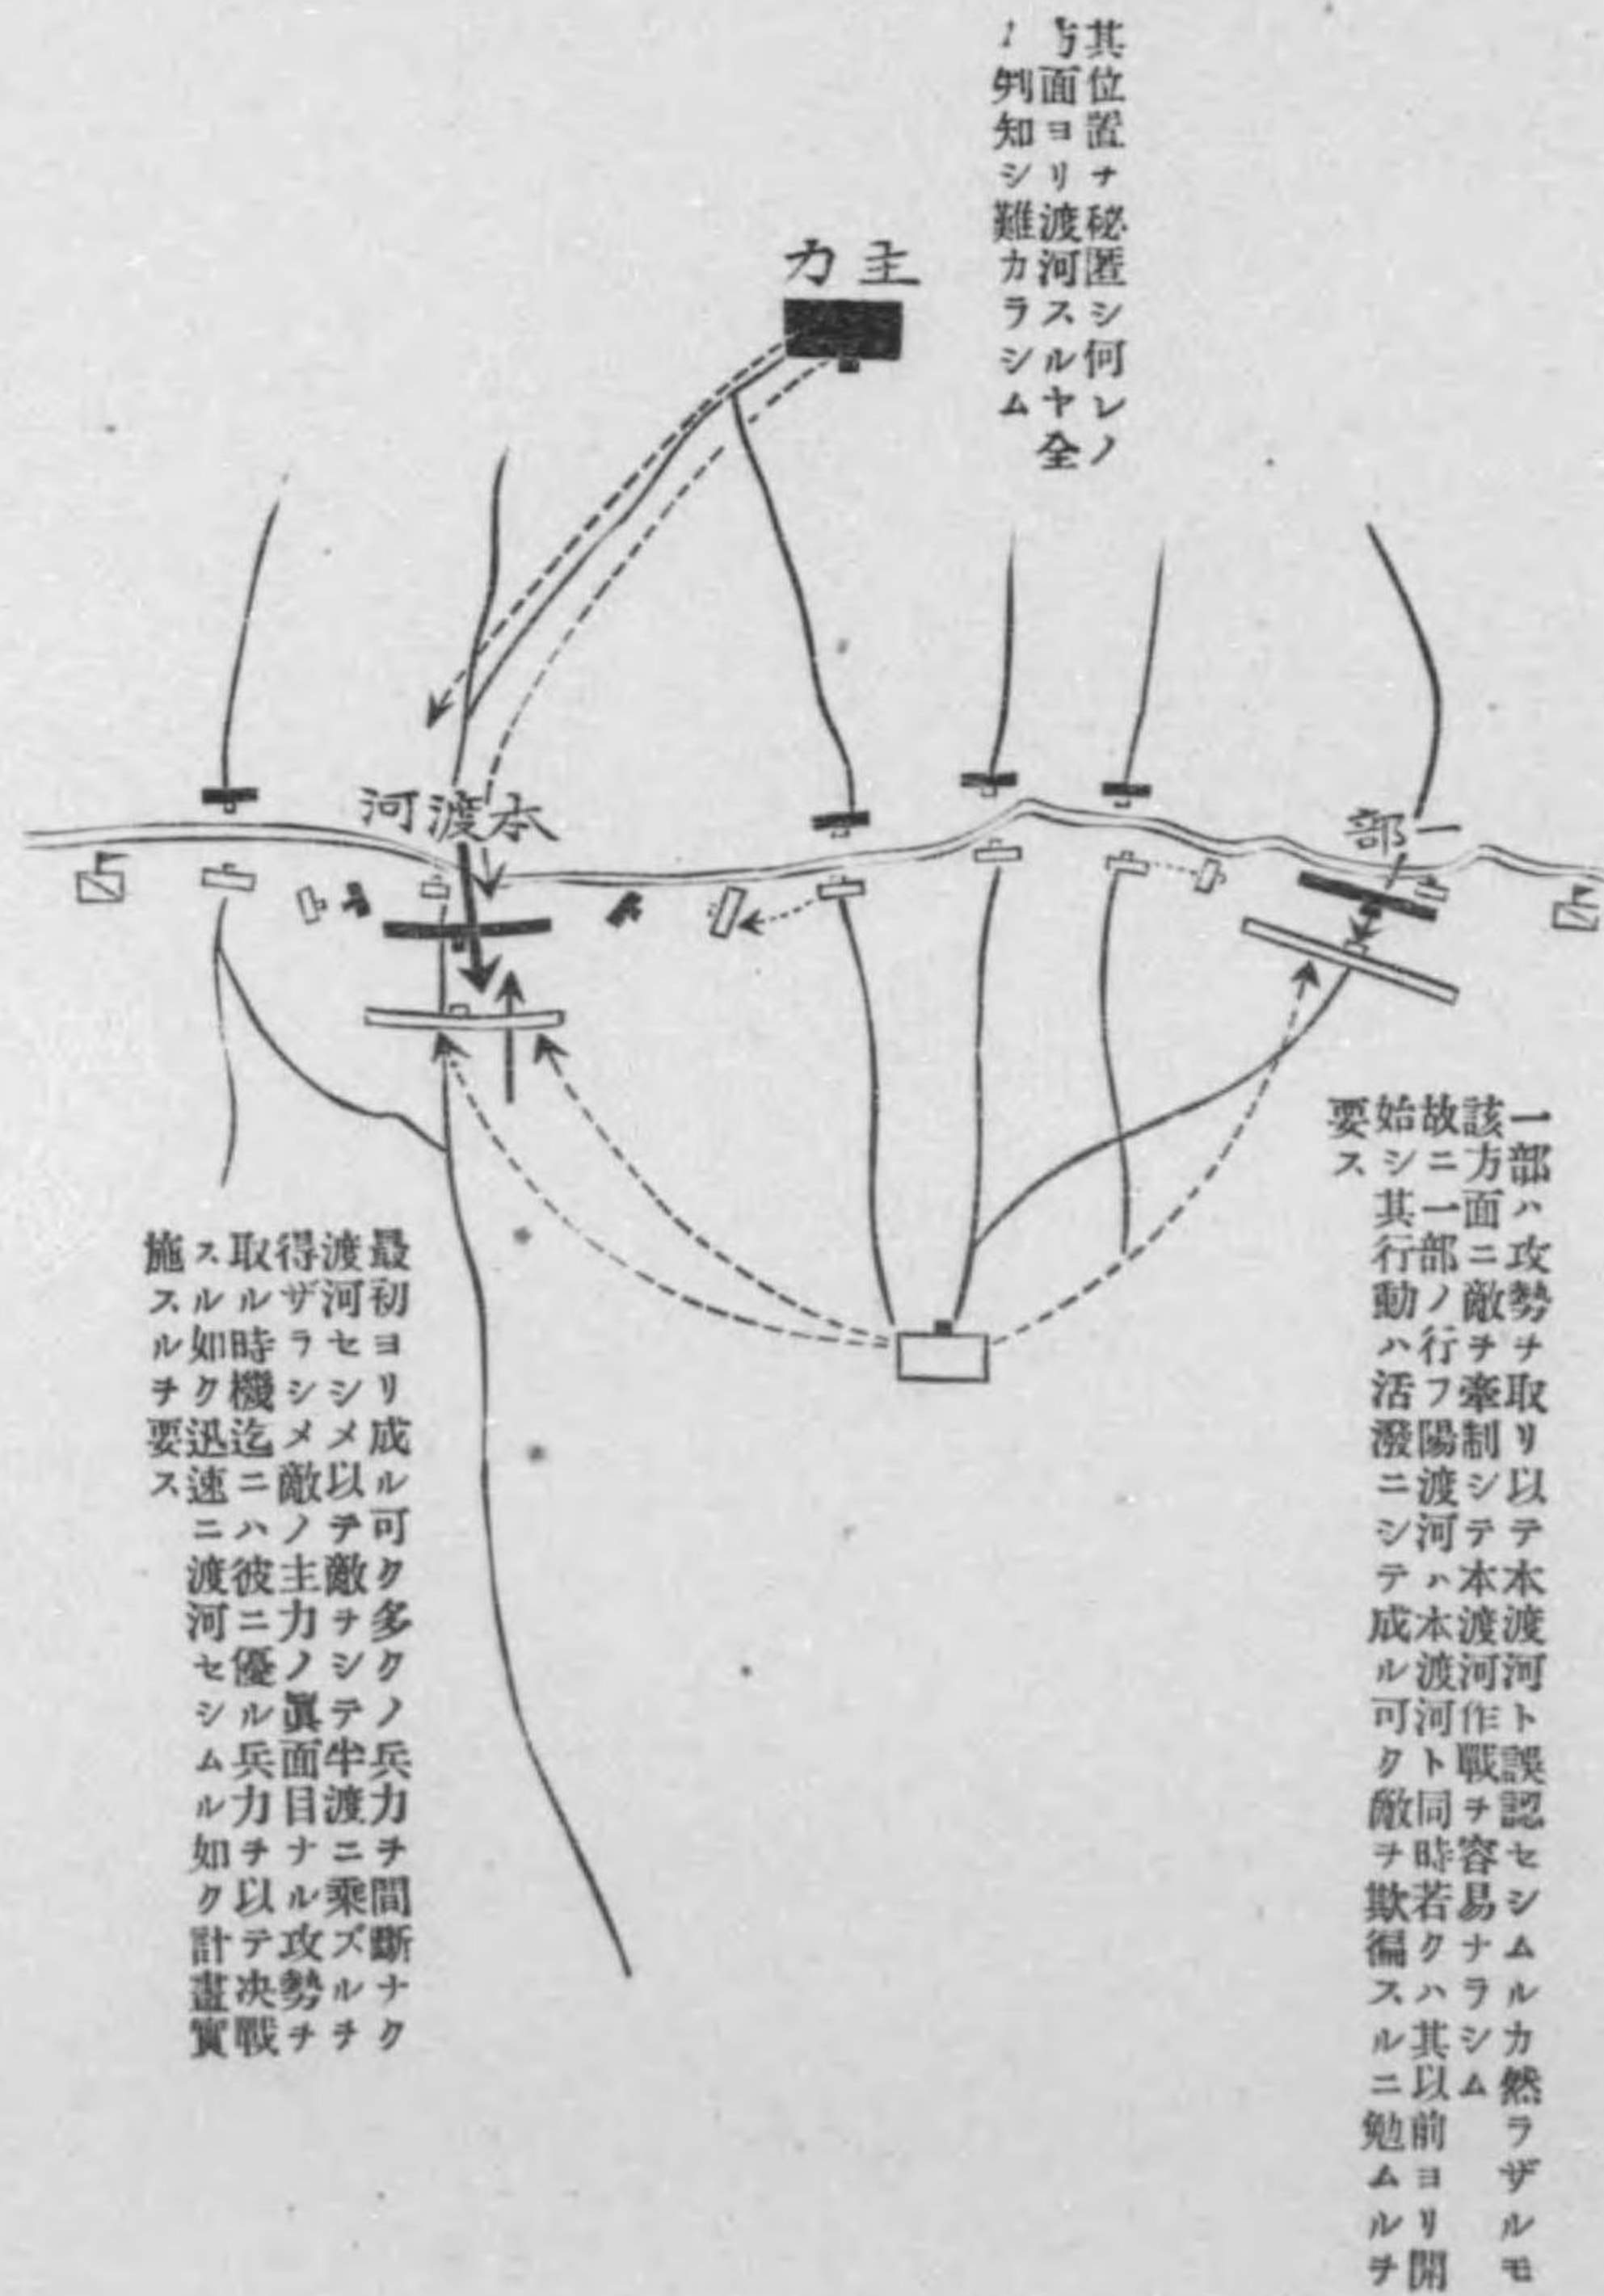 其位置ヲ秘匿シ何レノ
方面ヨリ渡河スルヤ全
判知シ難カラシム
主力
本渡河
一部
一部ハ攻勢ヲ取リ以テ本渡河ト誤認セシムルカ然ラザルモ
該方面ニ敵ヲ牽制シテ本渡河作戰ヲ容易ナラシム
故ニ一部ノ行フ陽渡河ハ本渡河ト同時若クハ其以前ヨリ開
始シ其行動ハ活潑ニシテ成ル可ク敵ヲ欺徧スルニ勉ムルヲ
要ス
最初ヨリ成ル可ク多クノ兵力ヲ間斷ナク
渡河セシメ以テ敵ヲシテ半渡ニ乘ズルヲ
得ザラシメ敵ノ主力ノ眞面目ナル攻勢ヲ
取ル時機迄ニハ彼ニ優ル兵力ヲ以テ决戰
スル如ク迅速ニ渡河セシムル如ク計畫實
施スルヲ要ス